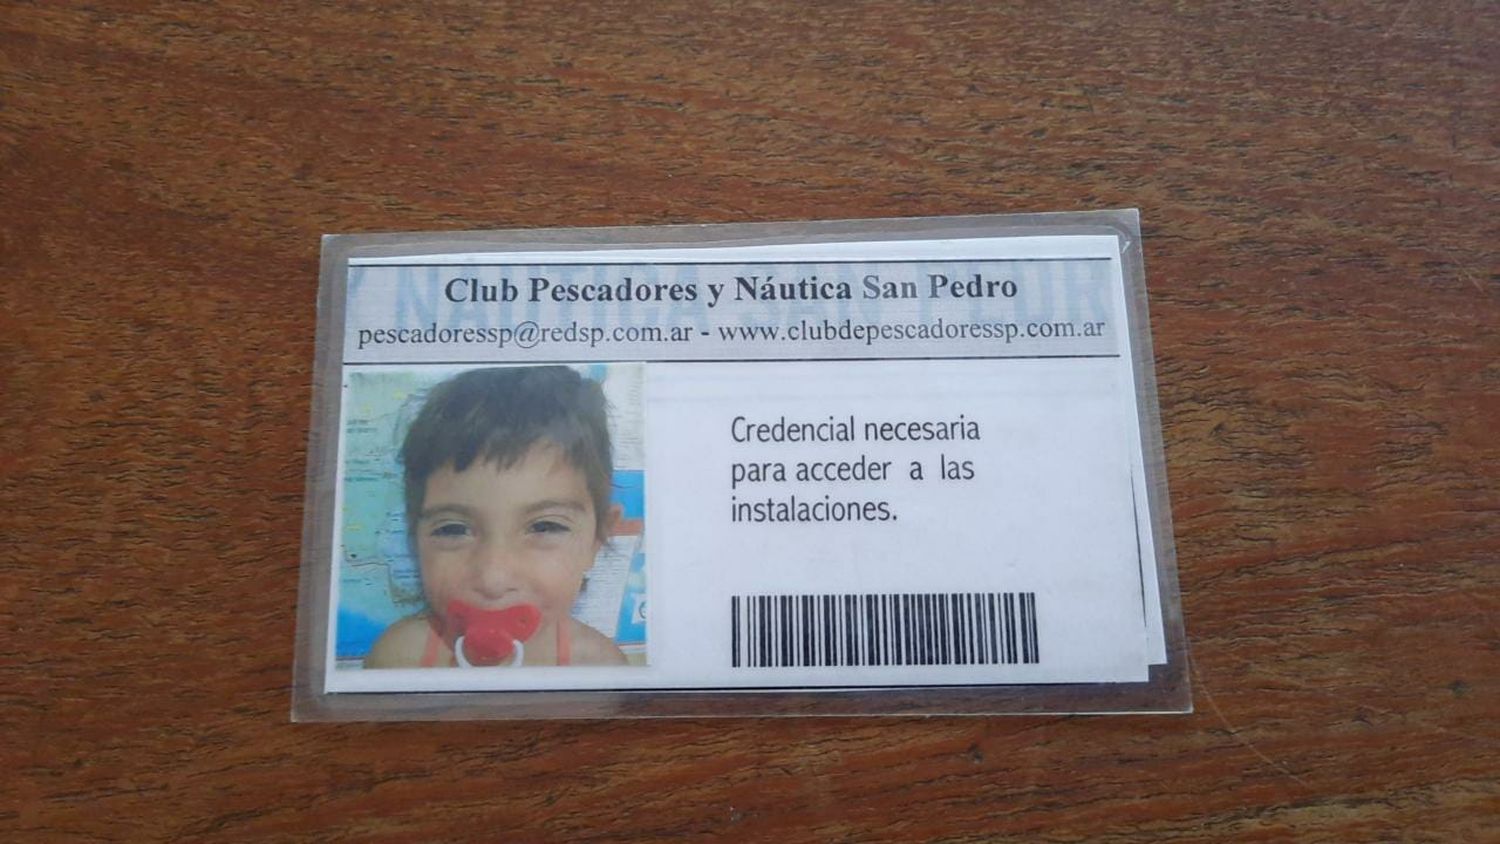 Club Pescadores y Náutica San Pedro
pescadoressp@redsp.com.ar - www.clubdepescadoressp.com.ar
Credencial necesaria
para acceder a las
instalaciones.